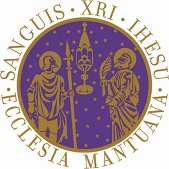 · SANGUIS · XRI · IHESU ·
ECCLESIA MANTUANA